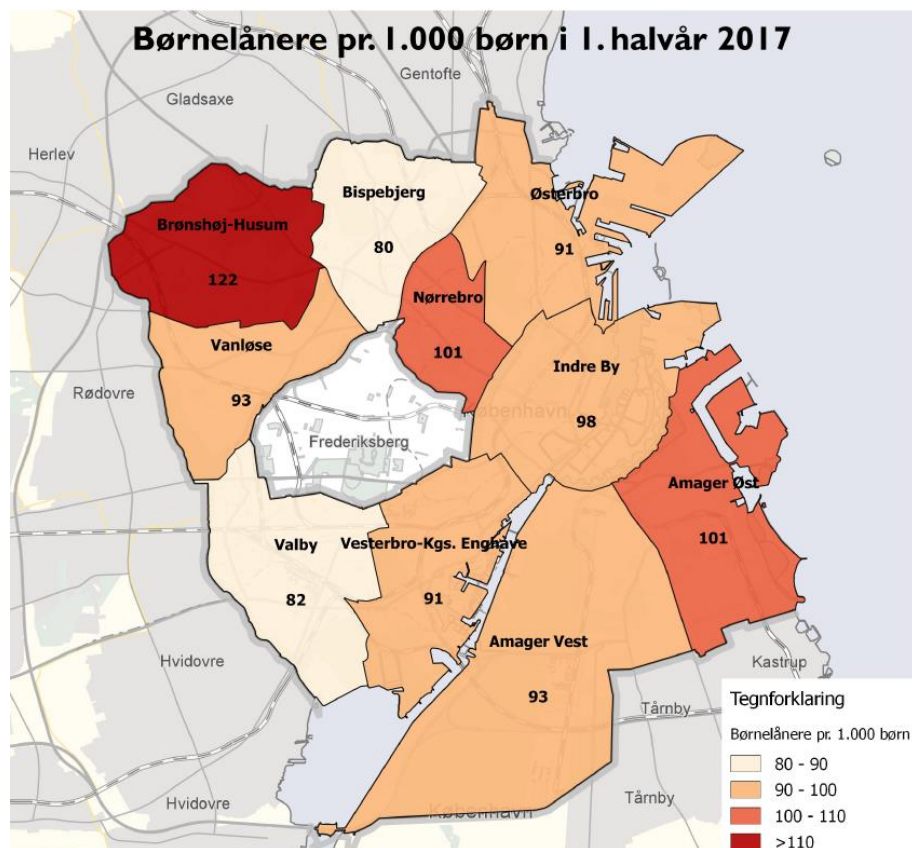 Børnelånere pr. 1.000 børn i 1. halvår 2017
Gentofte
Gladsaxe
Herlev
Bispebjerg
80
Østerbro
91
Brønshøj-Husum
122
Nørrebro
101
Vanløse
93
Indre By
98
Rødovre
København
Frederiksberg
Amager Øst
101
Valby
82
Vesterbro-Kgs. Enghave
91
Amager Vest
93
Hvidovre
Kastrup
Tårnby
Hvidovre
København
Tårnby
Tegnforklaring
Børnelånere pr. 1.000 børn
80 - 90
90 - 100
100 - 110
>110